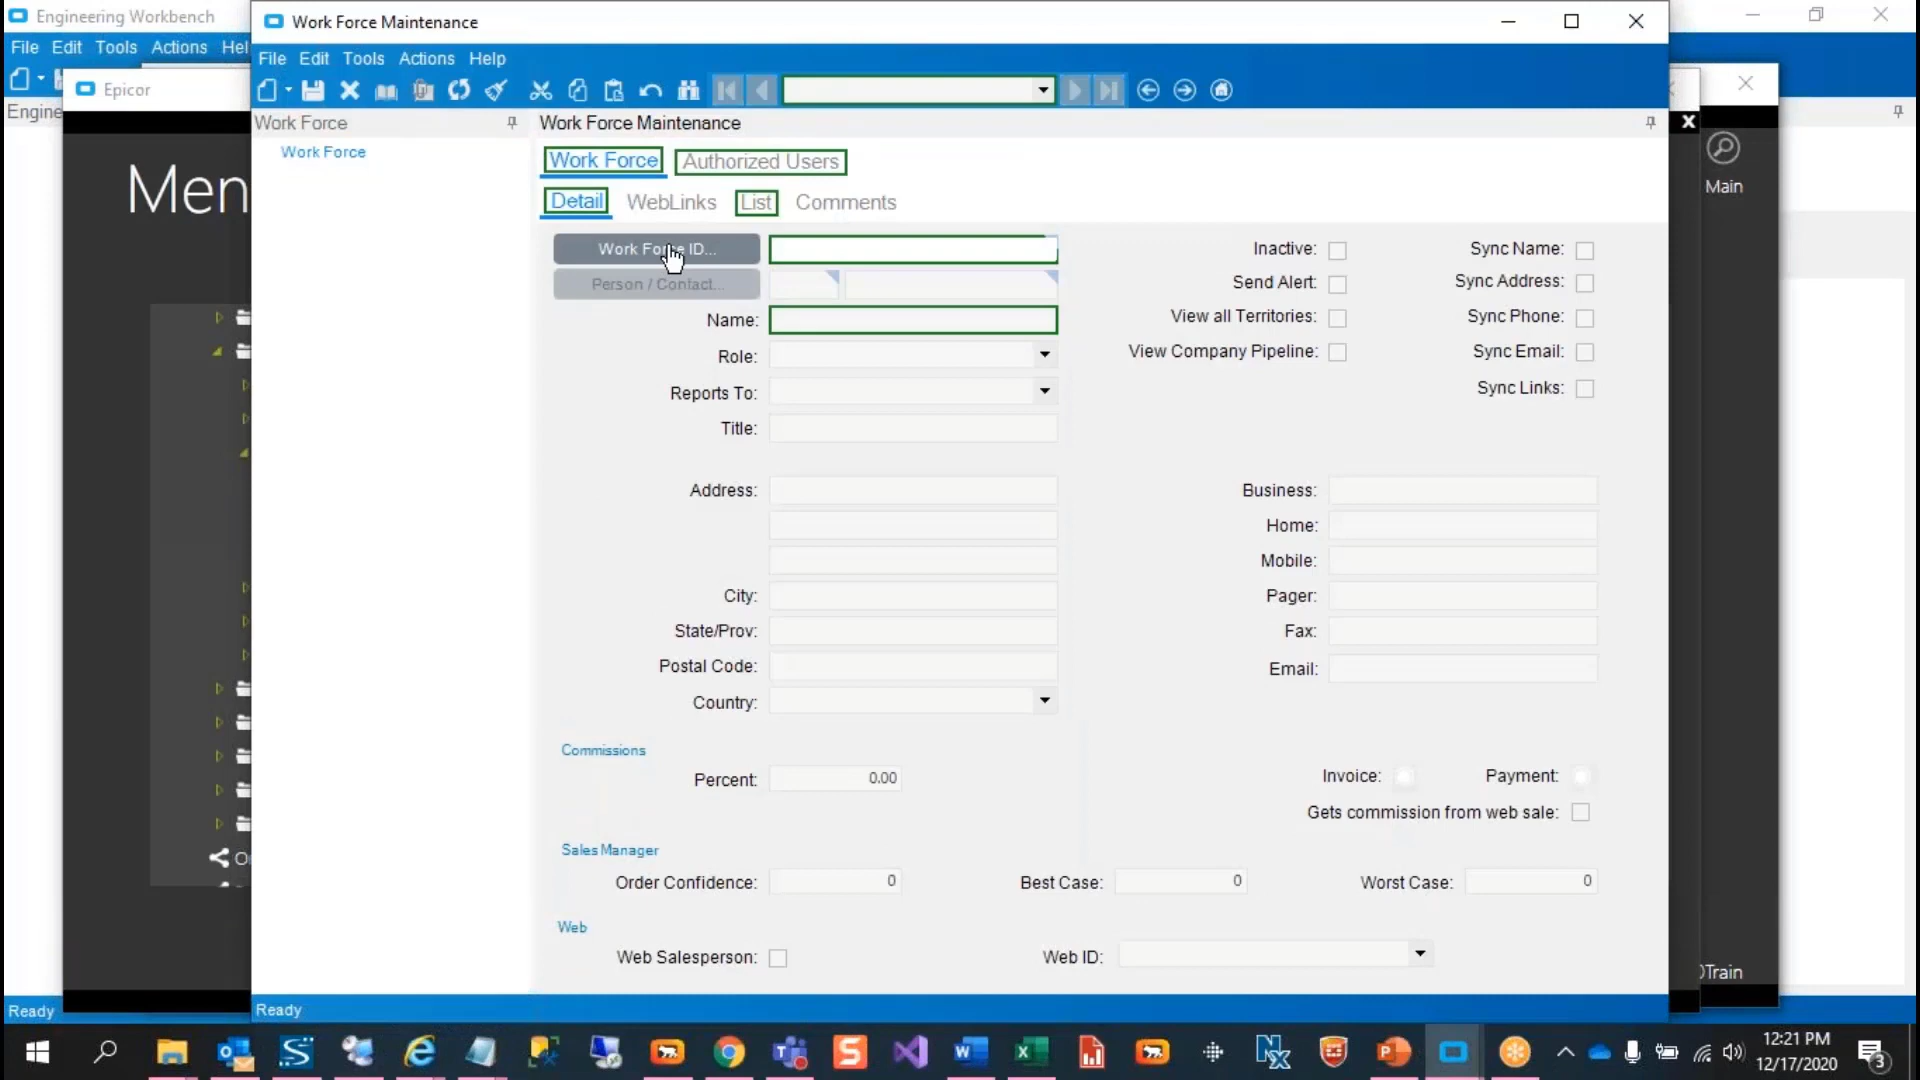 Engineering Workbench
Work Force Maintenance
File Edit Tools Actions Hel
File Edit Tools Actions Help
Epicor
Engine
Work Force
Work Force Maintenance
Work Force
Work Force Authorized Users
Detail WebLinks List Comments
Men
Main
Work Force ID...
Inactive: Sync Name:
Person / Contact...
Send Alert: Sync Address:
Name:
View all Territories: Sync Phone:
Role:
View Company Pipeline: Sync Email:
Reports To:
Sync Links:
Title:
Address:
Business:
Home:
Mobile:
City:
Pager:
State/Prov:
Fax:
Postal Code:
Email:
Country:
Commissions
Percent: 0.00
Invoice: Payment:
Gets commission from web sale:
Sales Manager
Order Confidence: 0 Best Case: 0 Worst Case: 0
Web
Web Salesperson: Web ID:
Train
Ready
Ready
12:21 PM
12/17/2020
3